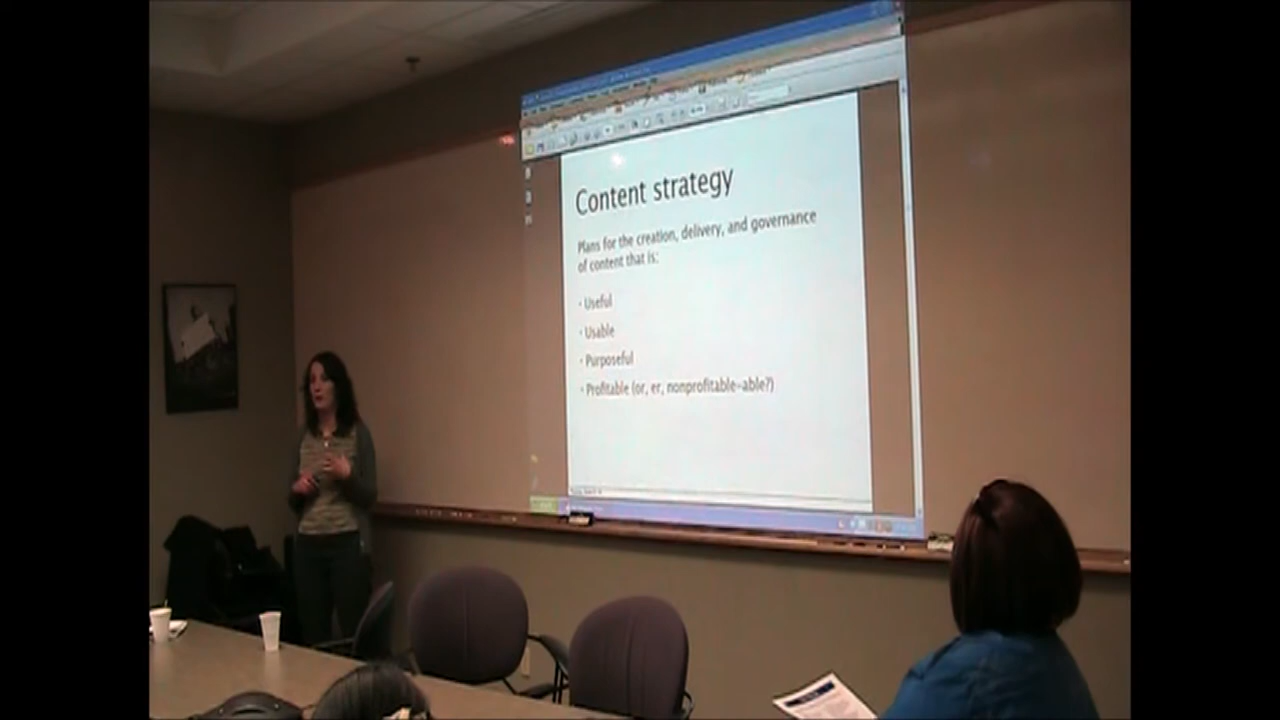 Content strategy
Plans for the creation, delivery, and governance
of content that is:
· Useful
· Usable
· Purposeful
· Profitable (or, er, nonprofitable-able?)